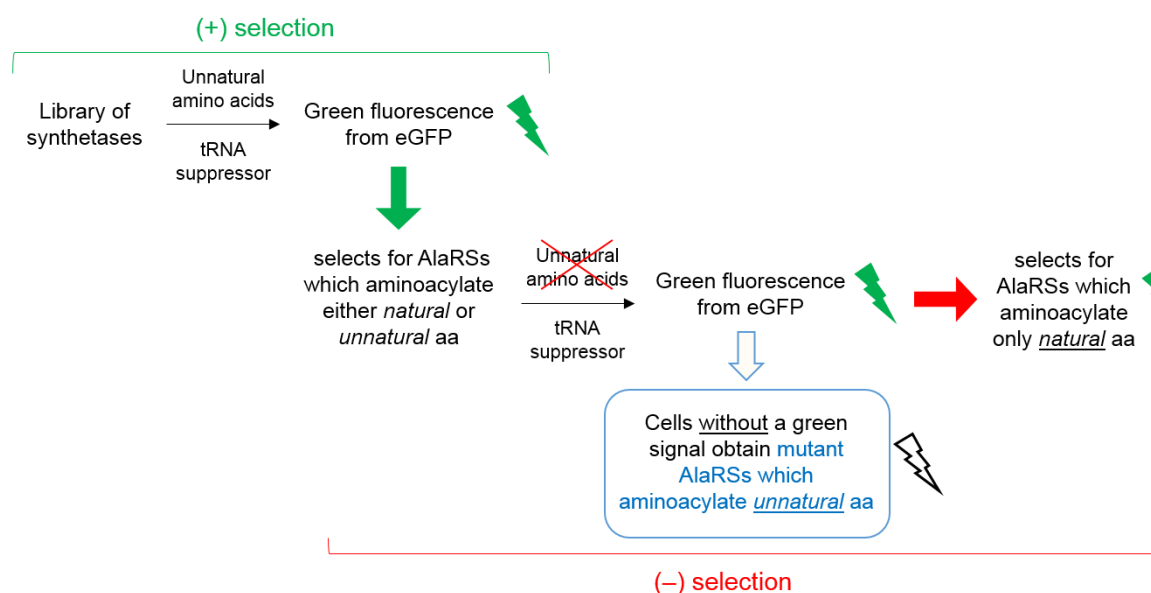 (+) selection
Library of
synthetases
Unnatural
amino acids
tRNA
suppressor
Green fluorescence
from eGFP
selects for AlaRSs
which aminoacylate
either natural or
unnatural aa
Unnatural
amino acids
tRNA
suppressor
Green fluorescence
from eGFP
selects for
AlaRSs which
aminoacylate
only natural aa
Cells without a green
signal obtain mutant
AlaRSs which
aminoacylate unnatural aa
(–) selection